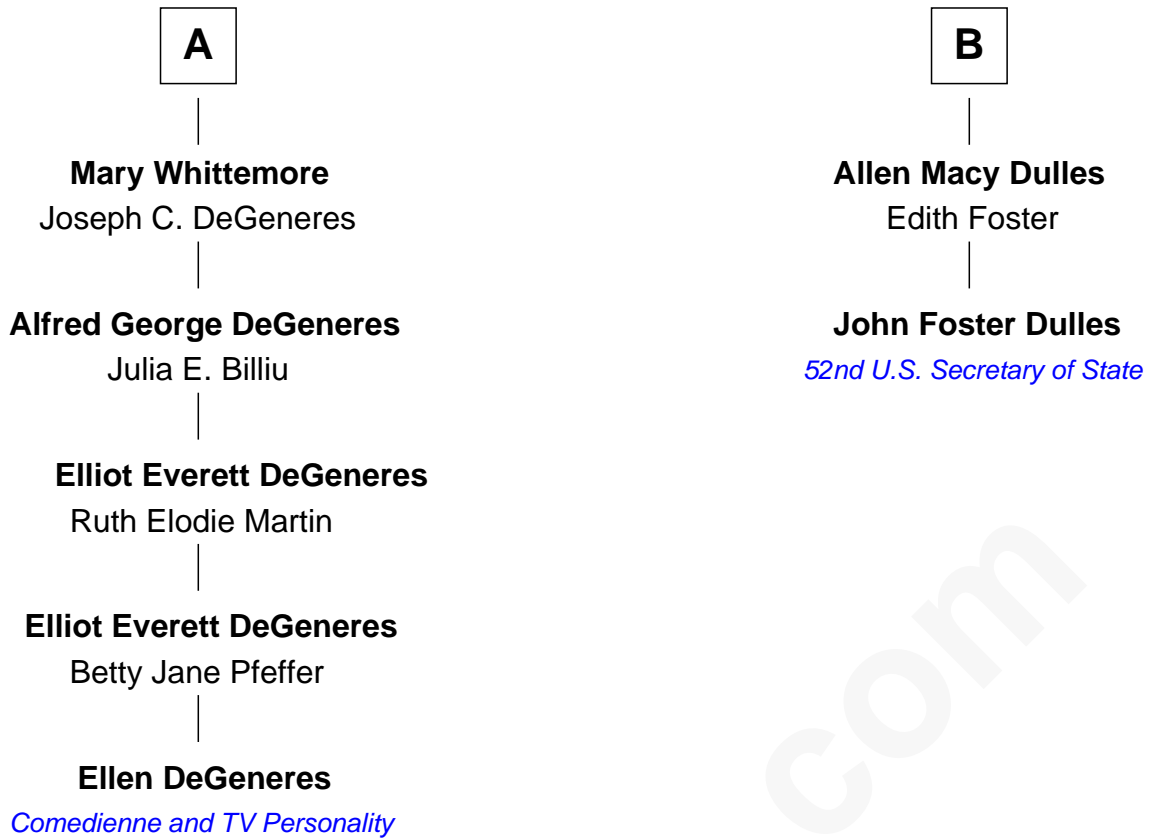 A
Mary Whittemore
Joseph C. DeGeneres
Alfred George DeGeneres
Julia E. Billiu
Elliot Everett DeGeneres
Ruth Elodie Martin
Elliot Everett DeGeneres
Betty Jane Pfeffer
Ellen DeGeneres
Comedienne and TV Personality
B
Allen Macy Dulles
Edith Foster
John Foster Dulles
52nd U.S. Secretary of State
com